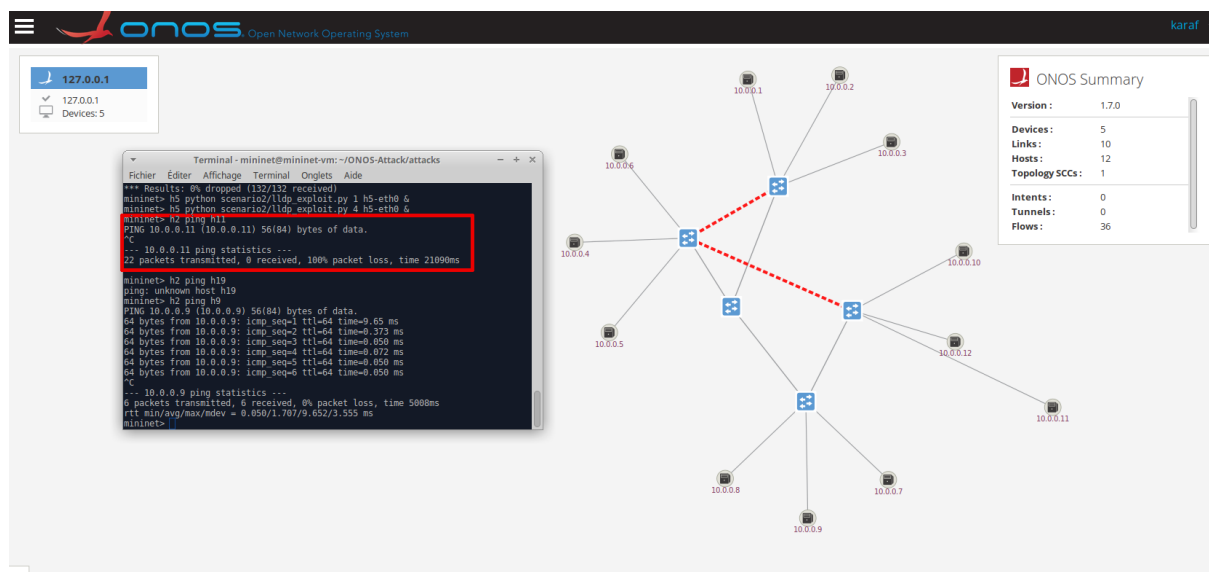 onos. Open Network Operating System
karaf
127.0.0.1
127.0.0.1
Devices: 5
Terminal - mininet@mininet-vm: ~/ONOS-Attack/attacks
Fichier Éditer Affichage Terminal Onglets Aide
*** Results: 0% dropped (132/132 received)
mininet> h5 python scenario2/lldp_exploit.py 1 h5-eth0 &
mininet> h5 python scenario2/lldp_exploit.py 4 h5-eth0 &
mininet> h2 ping h11
PING 10.0.0.11 (10.0.0.11) 56(84) bytes of data.
^C
--- 10.0.0.11 ping statistics ---
22 packets transmitted, 0 received, 100% packet loss, time 21090ms
mininet> h2 ping h19
ping: unknown host h19
mininet> h2 ping h9
PING 10.0.0.9 (10.0.0.9) 56(84) bytes of data.
64 bytes from 10.0.0.9: icmp_seq=1 ttl=64 time=9.65 ms
64 bytes from 10.0.0.9: icmp_seq=2 ttl=64 time=0.373 ms
64 bytes from 10.0.0.9: icmp_seq=3 ttl=64 time=0.050 ms
64 bytes from 10.0.0.9: icmp_seq=4 ttl=64 time=0.072 ms
64 bytes from 10.0.0.9: icmp_seq=5 ttl=64 time=0.050 ms
64 bytes from 10.0.0.9: icmp_seq=6 ttl=64 time=0.050 ms
^C
--- 10.0.0.9 ping statistics ---
6 packets transmitted, 6 received, 0% packet loss, time 5008ms
rtt min/avg/max/mdev = 0.050/1.707/9.652/3.555 ms
mininet>
10.0.0.1
10.0.0.2
10.0.0.3
10.0.0.6
10.0.0.4
10.0.0.10
10.0.0.5
10.0.0.12
10.0.0.11
10.0.0.8
10.0.0.7
10.0.0.9
ONOS Summary
Version : 1.7.0
Devices : 5
Links : 10
Hosts : 12
Topology SCCs : 1
Intents : 0
Tunnels : 0
Flows : 36